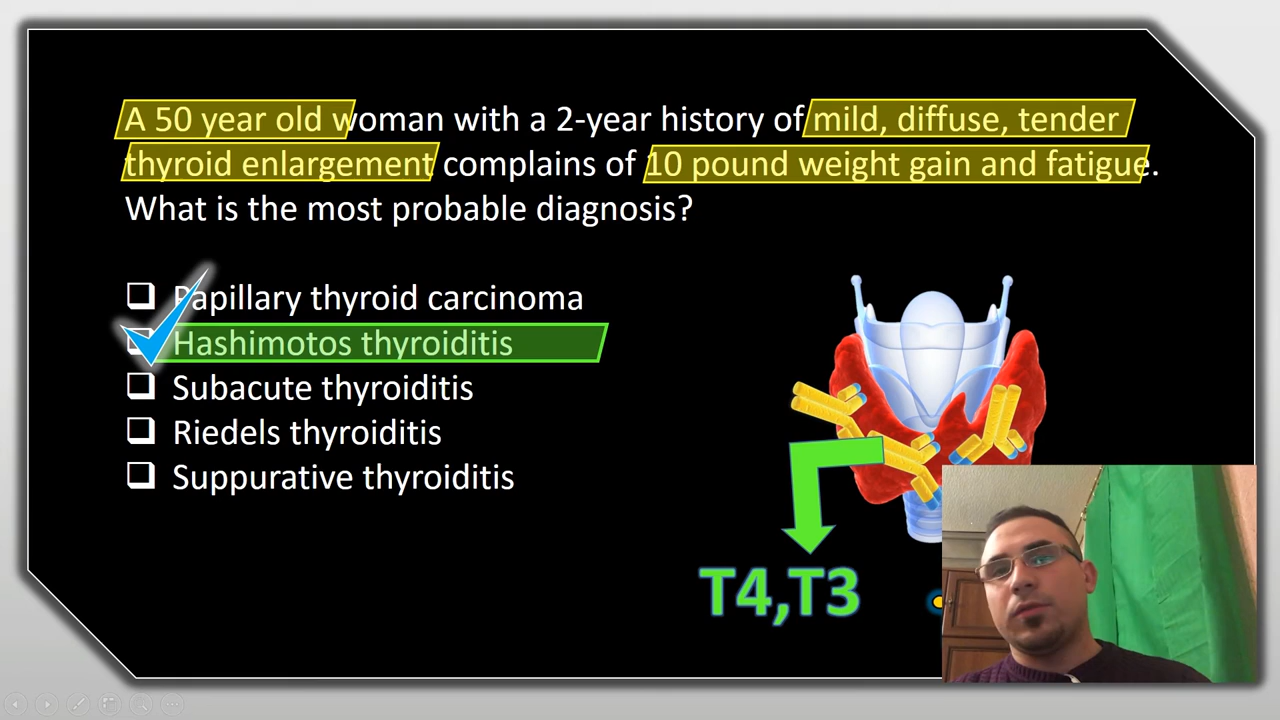 A 50 year old woman with a 2-year history of mild, diffuse, tender
thyroid enlargement complains of 10 pound weight gain and fatigue.
What is the most probable diagnosis?
Papillary thyroid carcinoma
Hashimotos thyroiditis
Subacute thyroiditis
Riedels thyroiditis
Suppurative thyroiditis
T4,T3